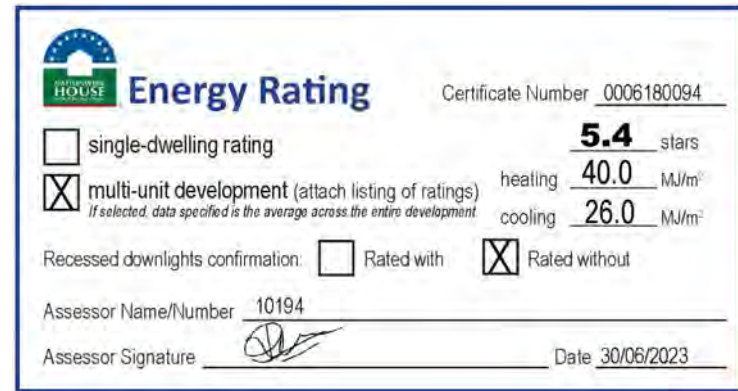 NATIONWIDE
HOUSE
Energy Rating
Certificate Number 0006180094
single-dwelling rating
5.4 stars
multi-unit development (attach listing of ratings)
If selected, data specified is the average across the entire development
heating 40.0 MJ/m²
cooling 26.0 MJ/m²
Recessed downlights confirmation: Rated with X Rated without
Assessor Name/Number 10194
Assessor Signature Date 30/06/2023